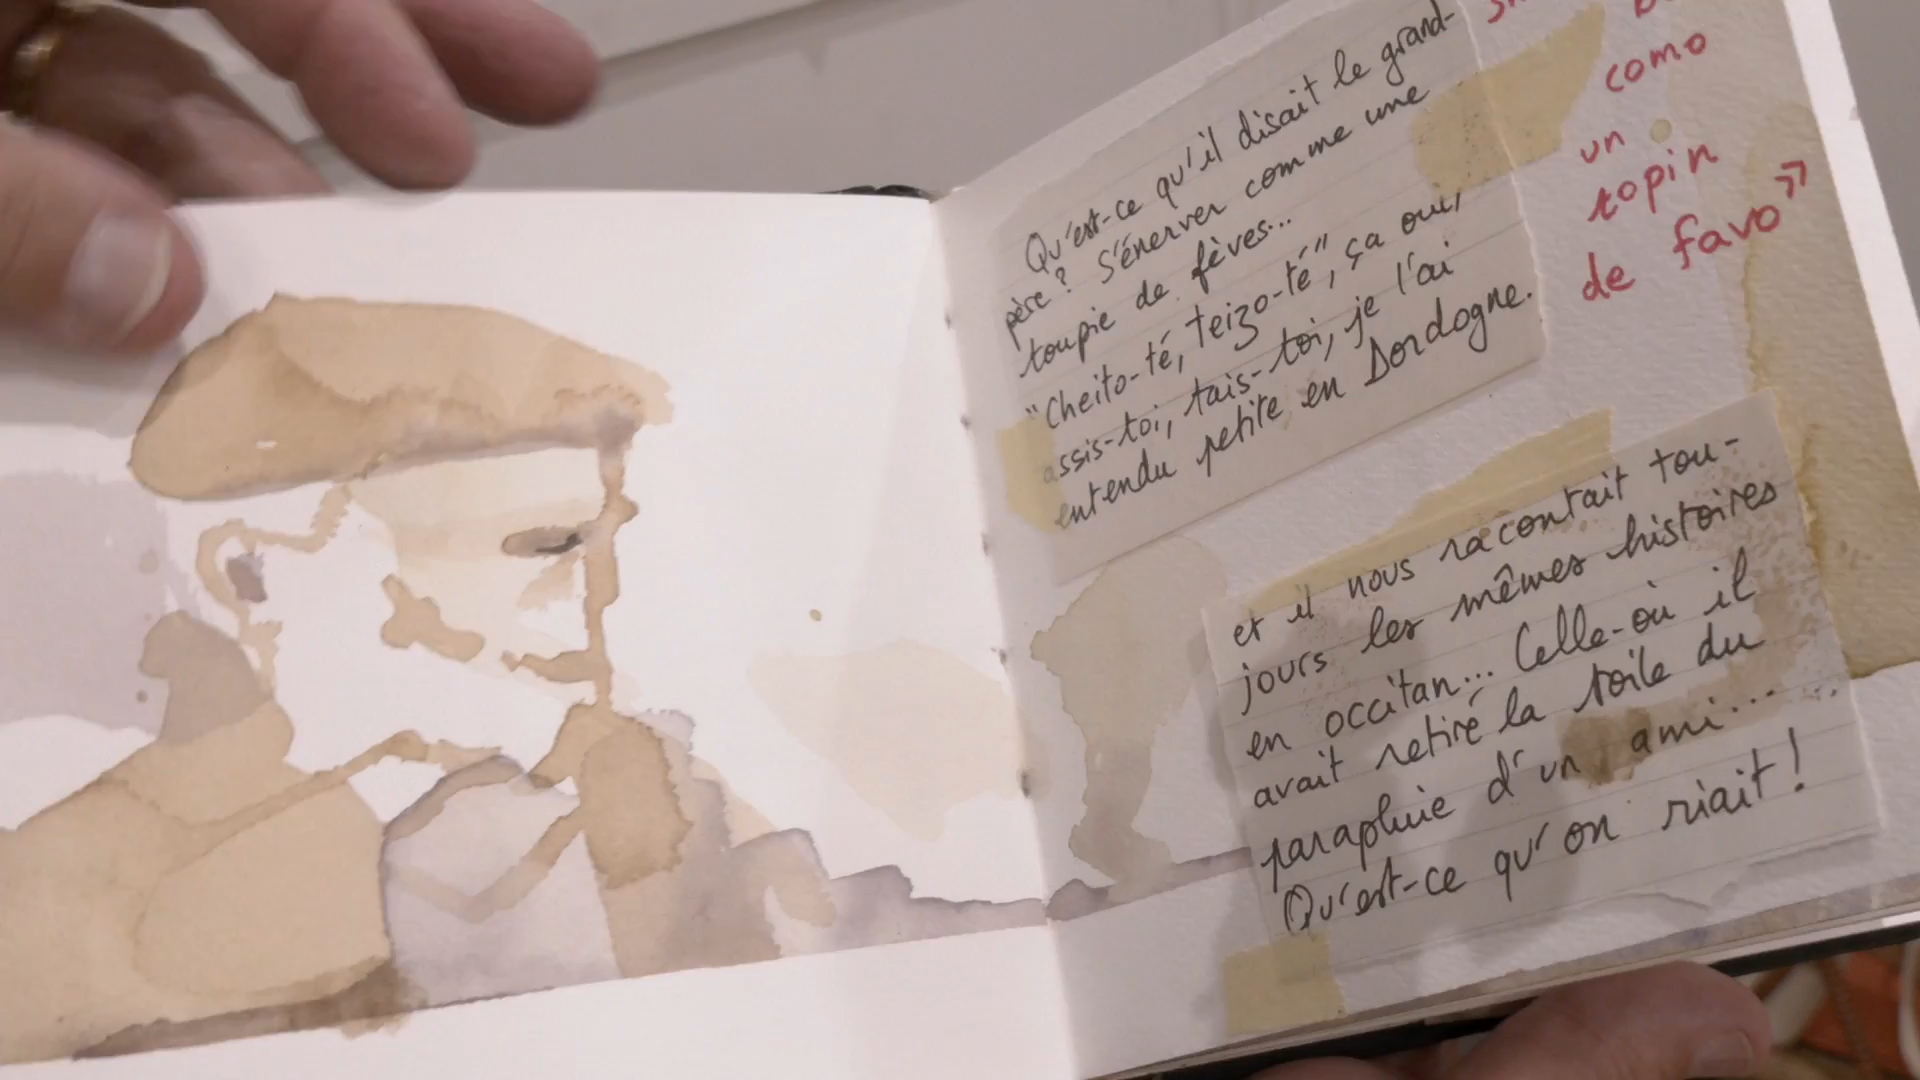 Qu'est-ce qu'il disait le grand-
père ? S'énerver comme une
toupie de fèves...
"Cheito-té, teizo-té", ça oui,
assis-toi, tais-toi, je l'ai
entendu petite en Dordogne.
como
un
topin
de favo»
et il nous racontait tou-
jours les mêmes histoires
en occitan... Celle-où il
avait retiré la toile du
parapluie d'un ami...
Qu'est-ce qu'on riait !